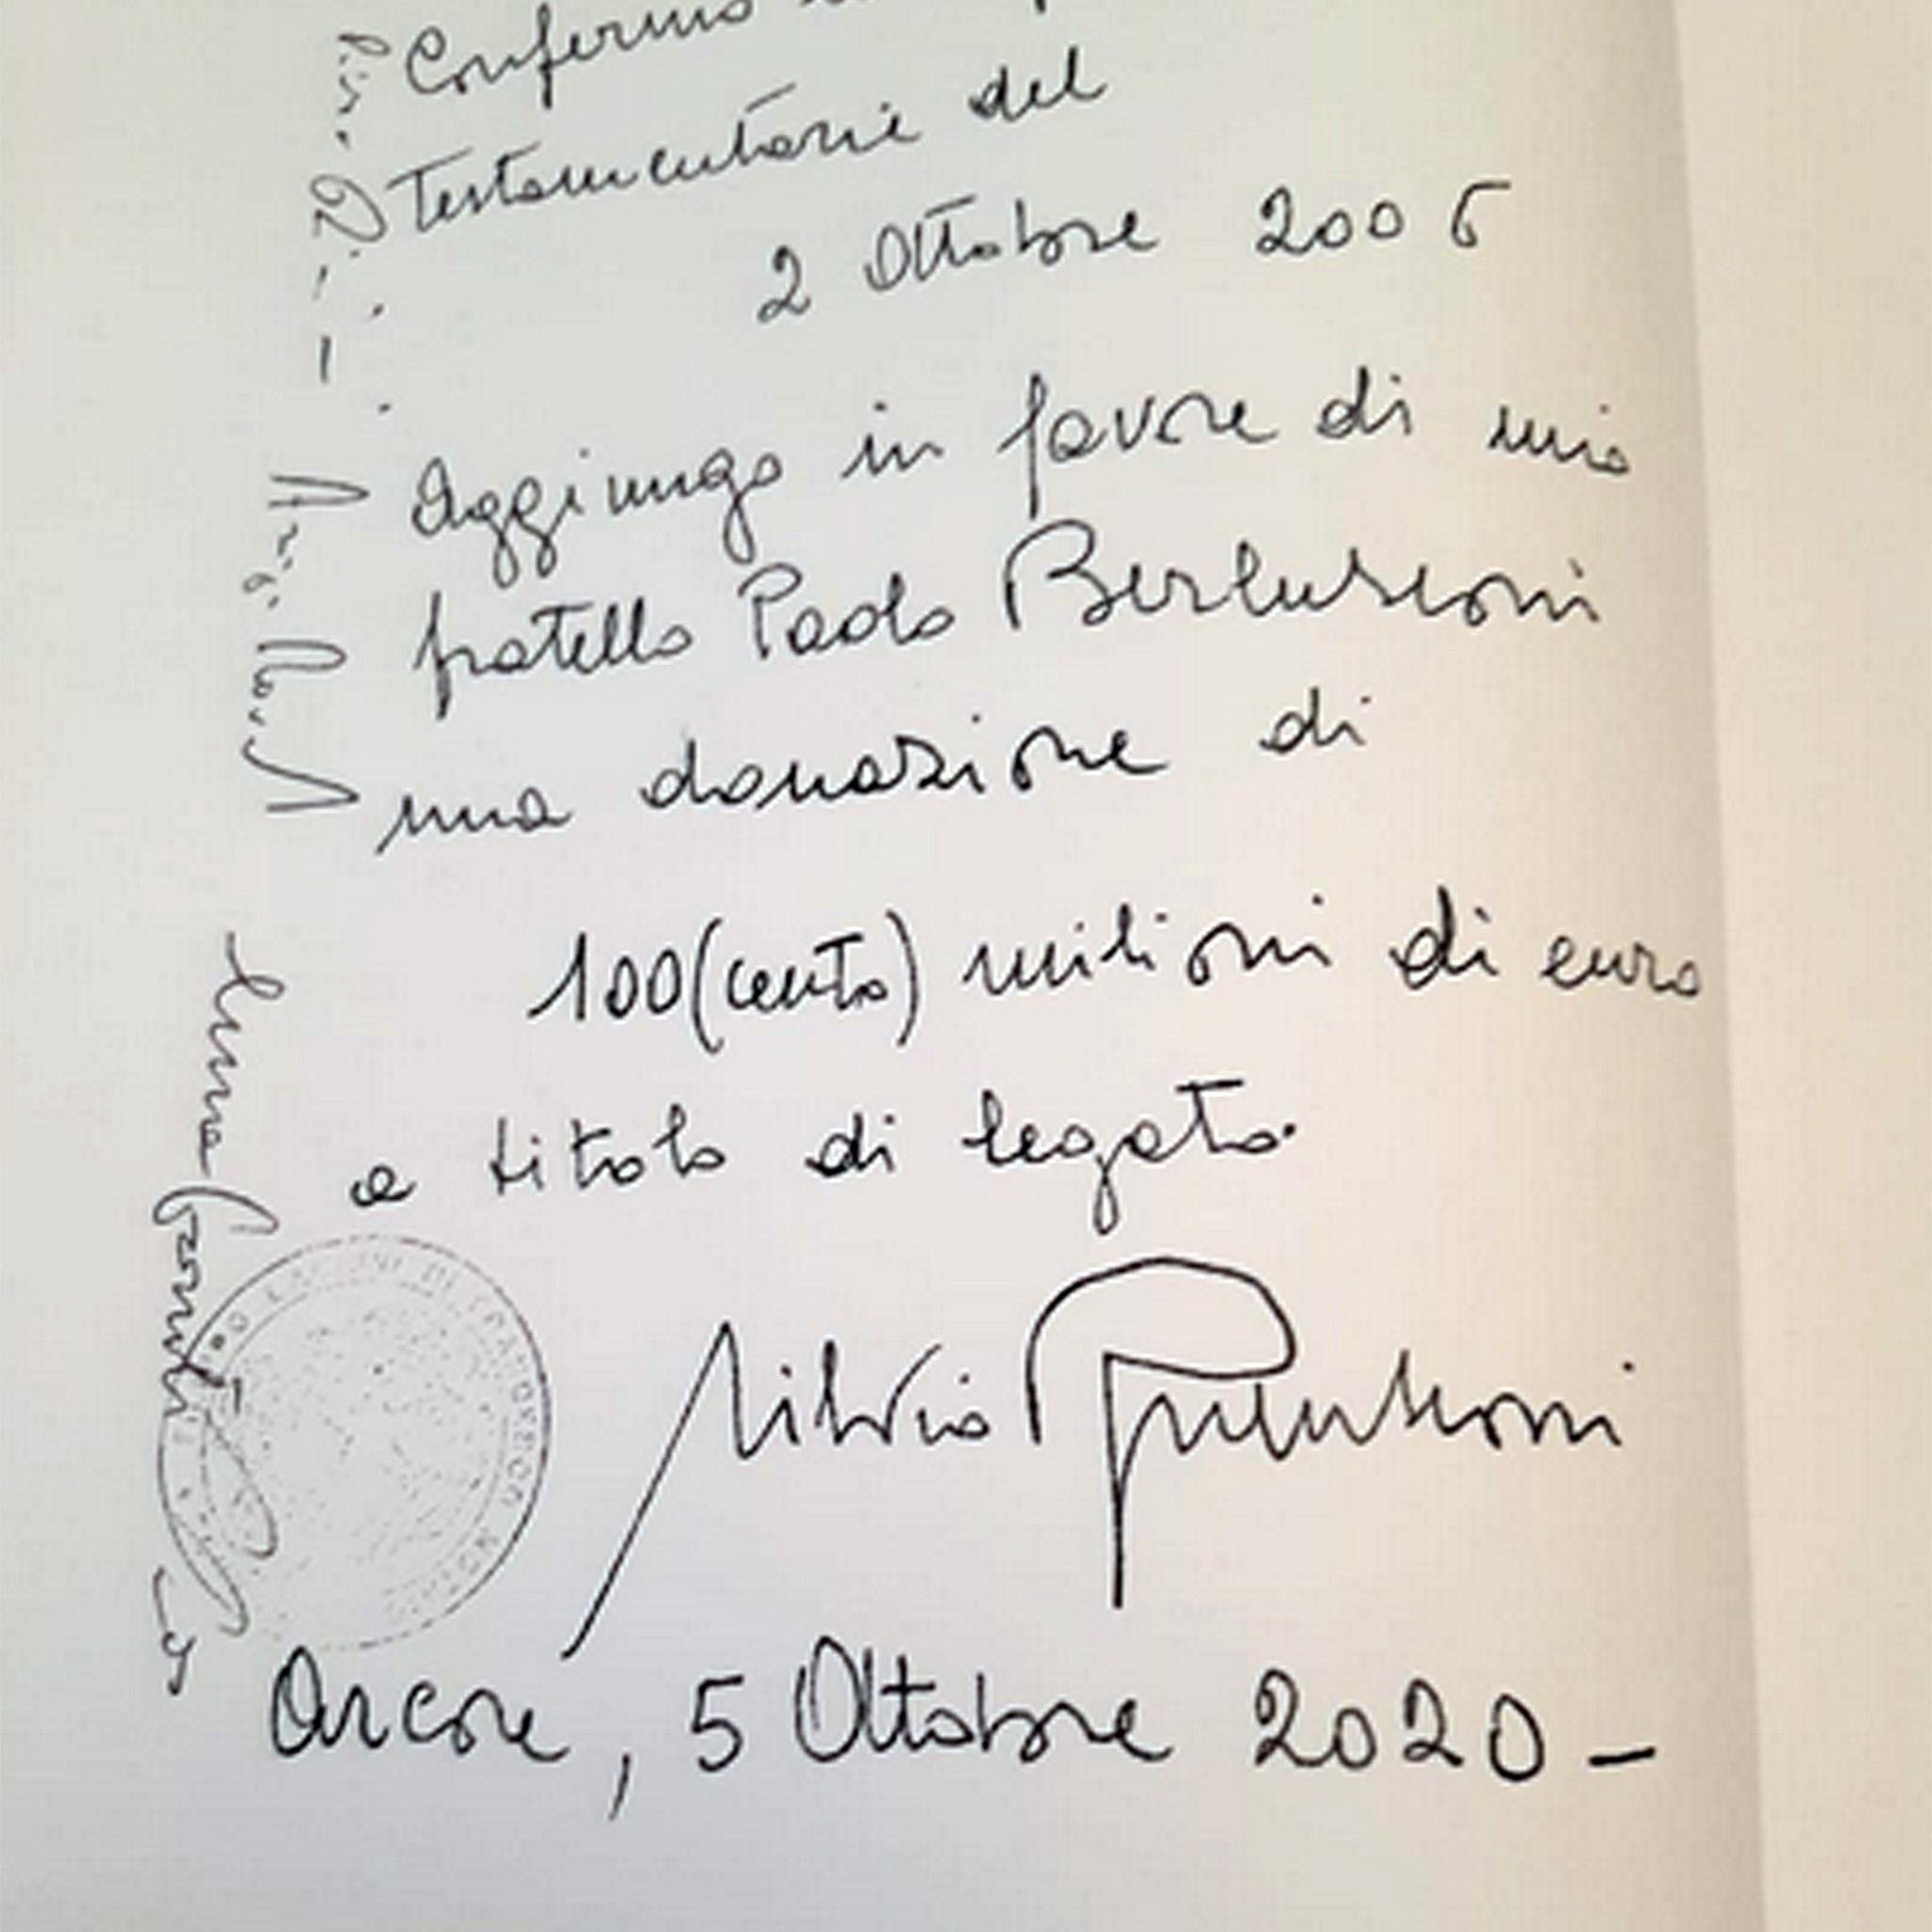 Confermo
Testamentarie del
2 Ottobre 2006
Aggiungo in favore di mio
fratello Paolo Berlusconi
una donazione di
100 (cento) milioni di euro
a titolo di legato.
Silvio Berlusconi
Arcore, 5 Ottobre 2020 -